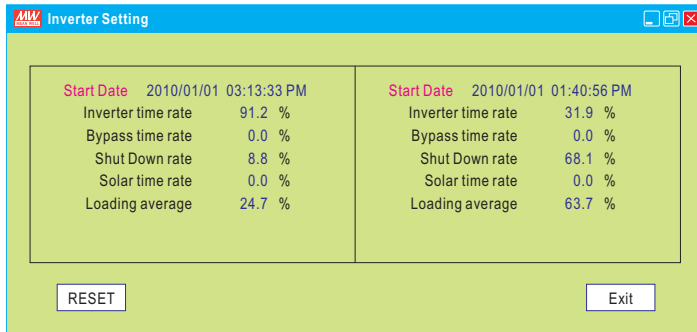 MW MEAN WELL Inverter Setting
Start Date 2010/01/01 03:13:33 PM
Inverter time rate 91.2 %
Bypass time rate 0.0 %
Shut Down rate 8.8 %
Solar time rate 0.0 %
Loading average 24.7 %
Start Date 2010/01/01 01:40:56 PM
Inverter time rate 31.9 %
Bypass time rate 0.0 %
Shut Down rate 68.1 %
Solar time rate 0.0 %
Loading average 63.7 %
RESET
Exit